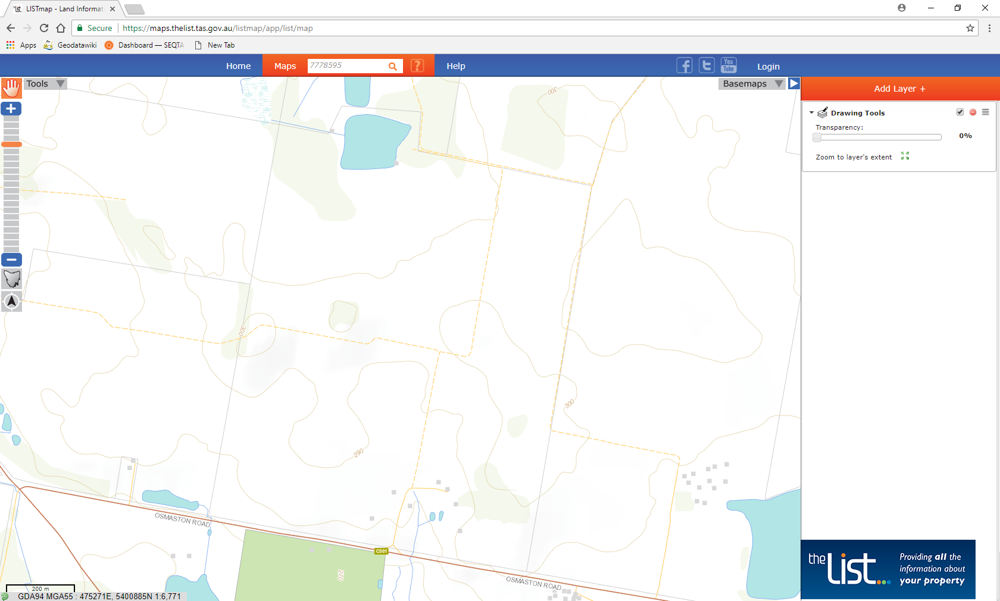 LISTmap - Land Informat
Secure
https://maps.thelist.tas.gov.au/listmap/app/list/map
Apps
Geodatawiki
Dashboard — SEQTA
New Tab
Home
Maps
7778595
?
Help
f
t
You
Tube
Login
Tools
Basemaps
Add Layer +
Drawing Tools
Transparency:
0%
Zoom to layer's extent
300
300
300
290
OSMASTON ROAD
C501
270
OSMASTON ROAD
200 m
GDA94 MGA55 : 475271E, 5400885N 1:6,771
the List
Providing all the
information about
your property